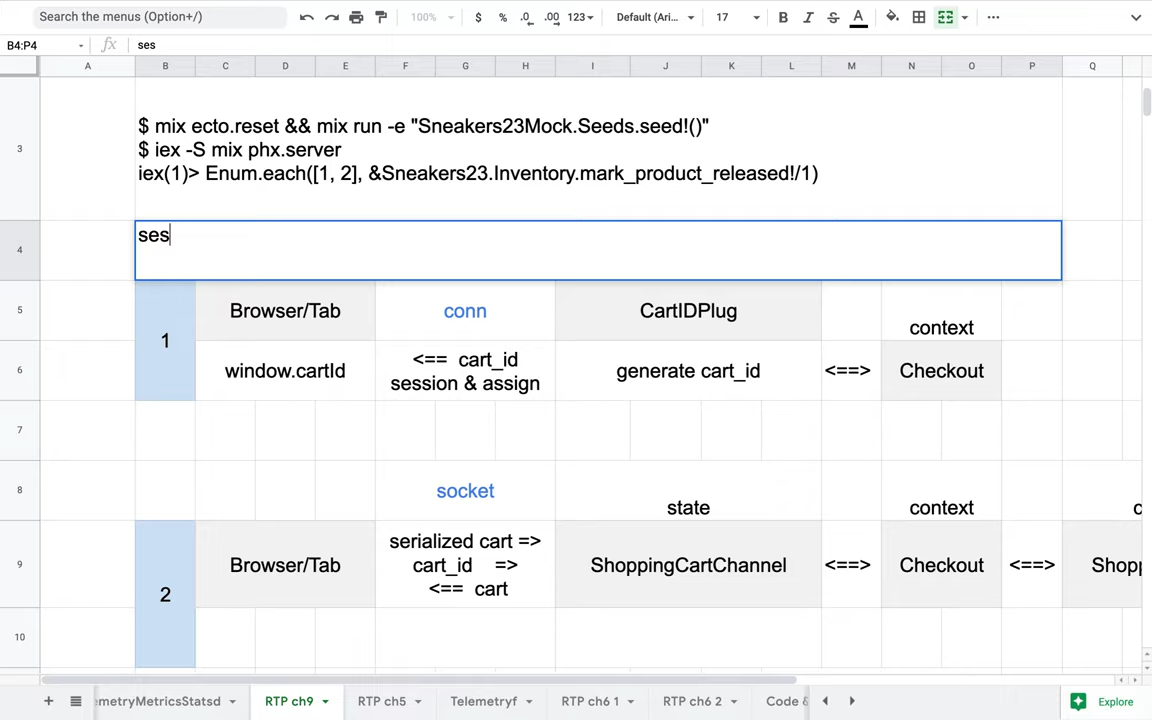 Search the menus (Option+/)
100%
$ % .0 .00 123 Default (Ari... 17 B I S A
B4:P4 fx ses
A B C D E F G H I J K L M N O P Q
3
$ mix ecto.reset && mix run -e "Sneakers23Mock.Seeds.seed!()"
$ iex -S mix phx.server
iex(1)> Enum.each([1, 2], &Sneakers23.Inventory.mark_product_released!/1)
4
ses
5
1
Browser/Tab
conn
CartIDPlug
context
6
window.cartId
<== cart_id
session & assign
generate cart_id
<==>
Checkout
7
8
socket
state
context
c
9
2
Browser/Tab
serialized cart =>
cart_id =>
<== cart
ShoppingCartChannel
<==>
Checkout
<==>
Shopp
10
emetryMetricsStatsd RTP ch9 RTP ch5 Telemetryf RTP ch6 1 RTP ch6 2 Code & Explore